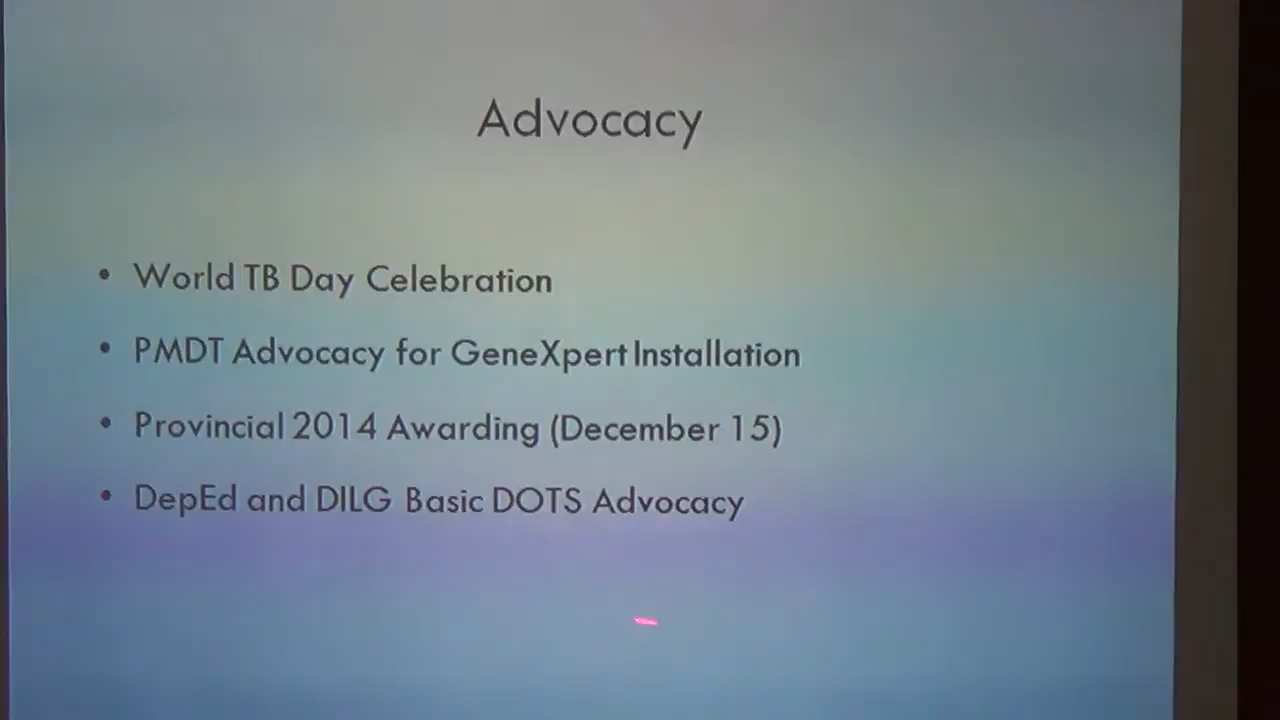 Advocacy
• World TB Day Celebration
• PMDT Advocacy for GeneXpert Installation
• Provincial 2014 Awarding (December 15)
• DepEd and DILG Basic DOTS Advocacy